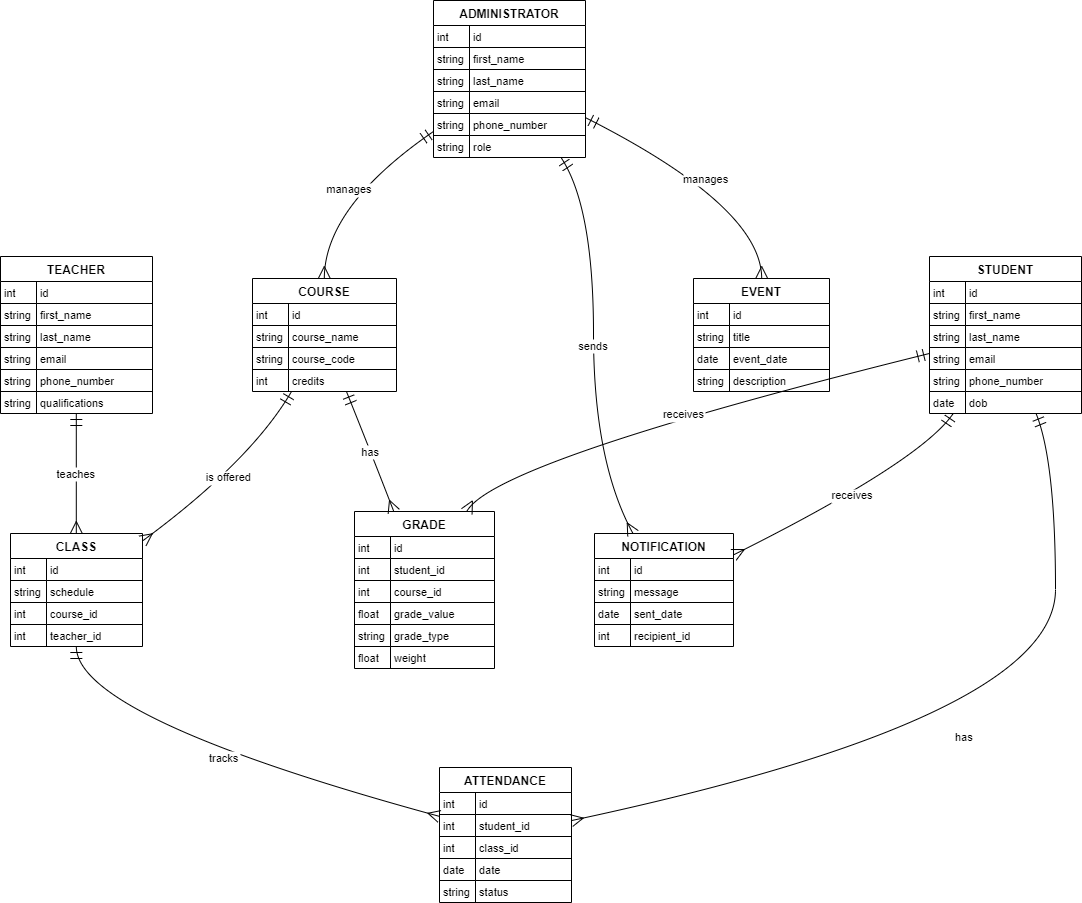 ADMINISTRATOR
int id
string first_name
string last_name
string email
string phone_number
string role
manages
manages
sends
TEACHER
int id
string first_name
string last_name
string email
string phone_number
string qualifications
COURSE
int id
string course_name
string course_code
int credits
EVENT
int id
string title
date event_date
string description
STUDENT
int id
string first_name
string last_name
string email
string phone_number
date dob
teaches
is offered
has
receives
receives
CLASS
int id
string schedule
int course_id
int teacher_id
GRADE
int id
int student_id
int course_id
float grade_value
string grade_type
float weight
NOTIFICATION
int id
string message
date sent_date
int recipient_id
tracks
has
ATTENDANCE
int id
int student_id
int class_id
date date
string status